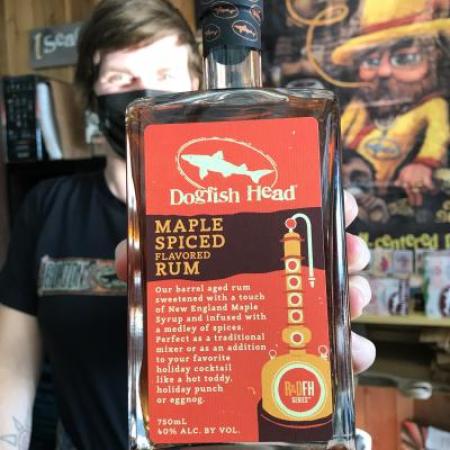 Dogfish Head
MAPLE
SPICED
FLAVORED
RUM
Our barrel aged rum
sweetened with a touch
of New England Maple
Syrup and infused with
a medley of spices.
Perfect as a traditional
mixer or as an addition
to your favorite
holiday cocktail
like a hot toddy,
holiday punch
or eggnog.
750mL
40% ALC. BY VOL.
R&DFH
SERIES
-centered